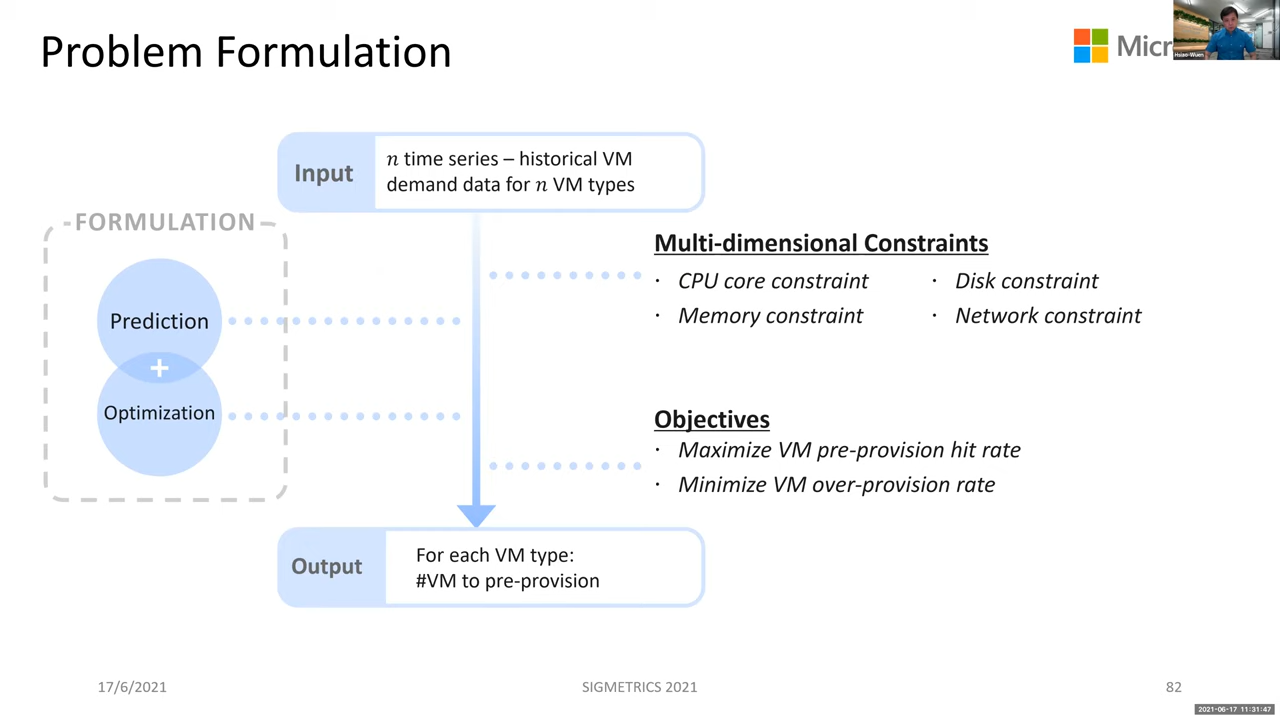 Problem Formulation
Micr
Hsiao-Wuen
Input
n time series – historical VM
demand data for n VM types
FORMULATION
Prediction
+
Optimization
Multi-dimensional Constraints
· CPU core constraint
· Disk constraint
· Memory constraint
· Network constraint
Objectives
· Maximize VM pre-provision hit rate
· Minimize VM over-provision rate
Output
For each VM type:
#VM to pre-provision
17/6/2021
SIGMETRICS 2021
82
2021-06-17 11:31:47